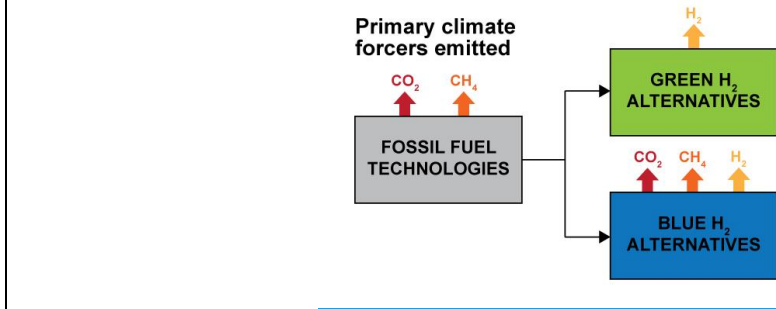 Primary climate
forcers emitted
CO₂ CH₄
FOSSIL FUEL
TECHNOLOGIES
H₂
GREEN H₂
ALTERNATIVES
CO₂ CH₄ H₂
BLUE H₂
ALTERNATIVES